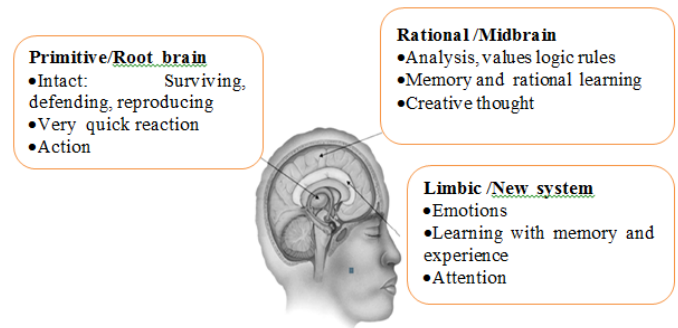 Primitive/Root brain
•Intact: Surviving,
defending, reproducing
•Very quick reaction
•Action
Rational /Midbrain
•Analysis, values logic rules
•Memory and rational learning
•Creative thought
Limbic /New system
•Emotions
•Learning with memory and
experience
•Attention